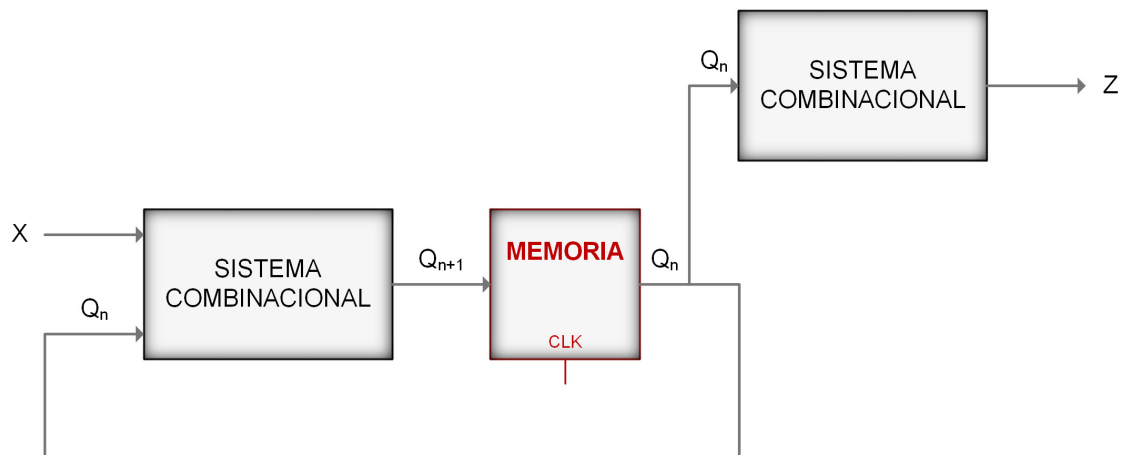 Qn
SISTEMA
COMBINACIONAL
Z
X
SISTEMA
COMBINACIONAL
Qn
Qn+1
MEMORIA
CLK
Qn